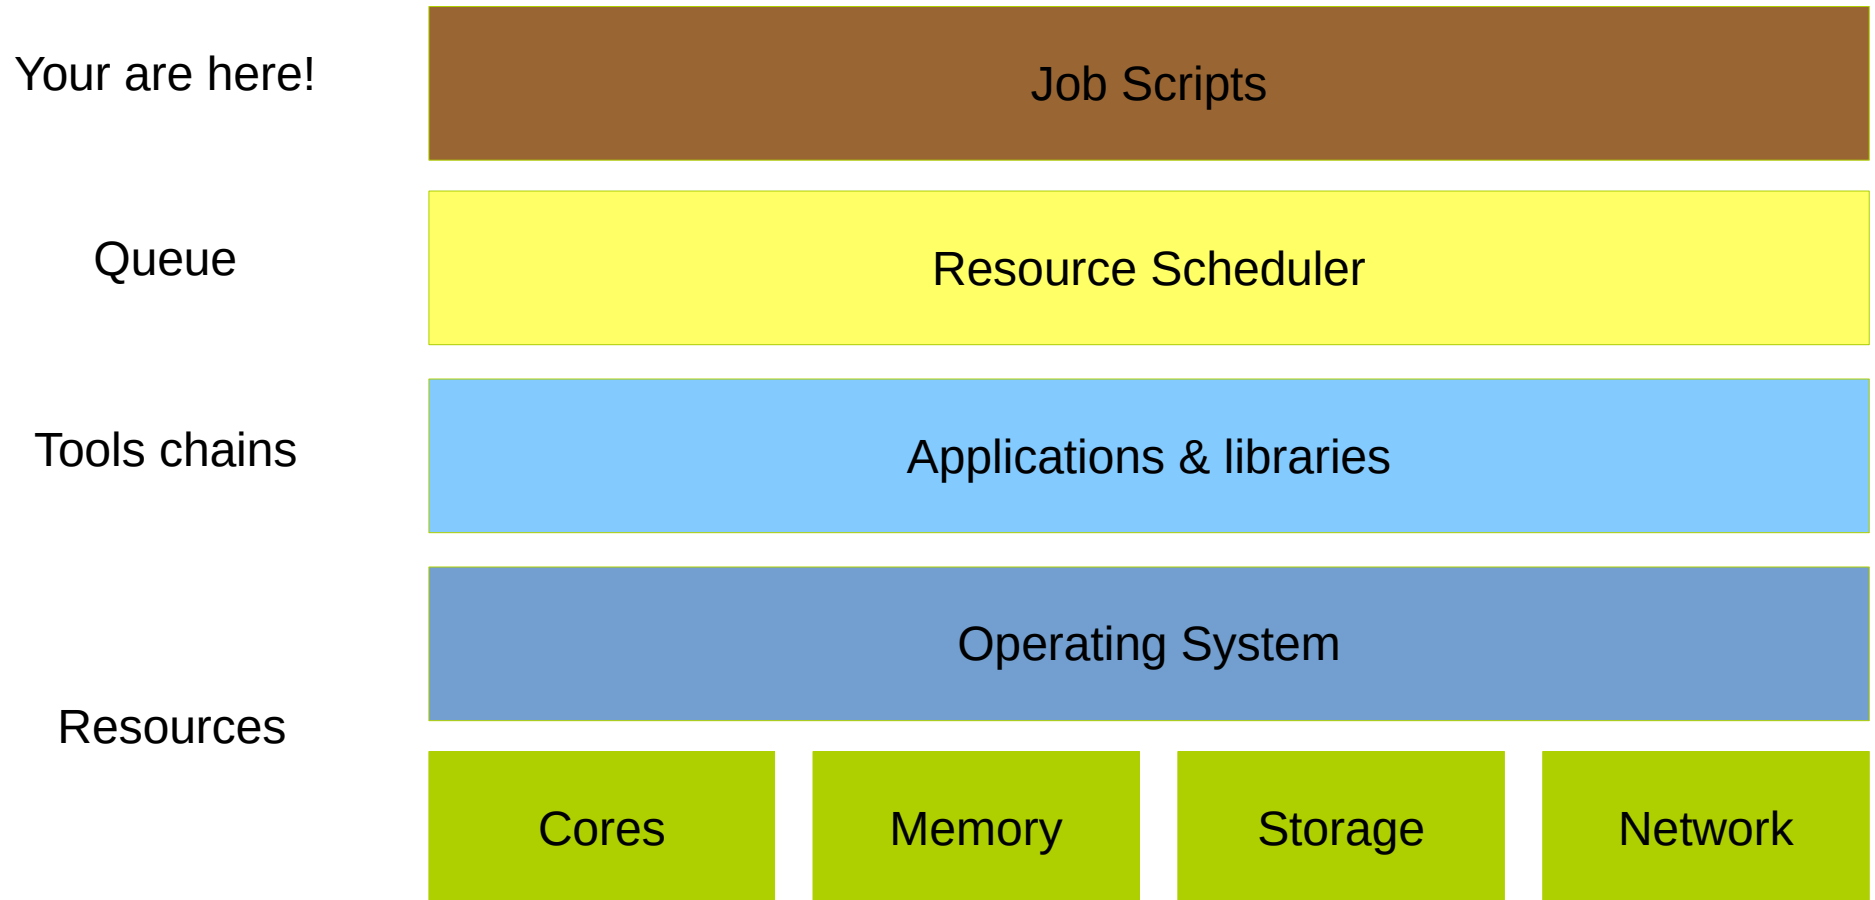 Your are here!
Job Scripts
Queue
Resource Scheduler
Tools chains
Applications & libraries
Operating System
Resources
Cores
Memory
Storage
Network